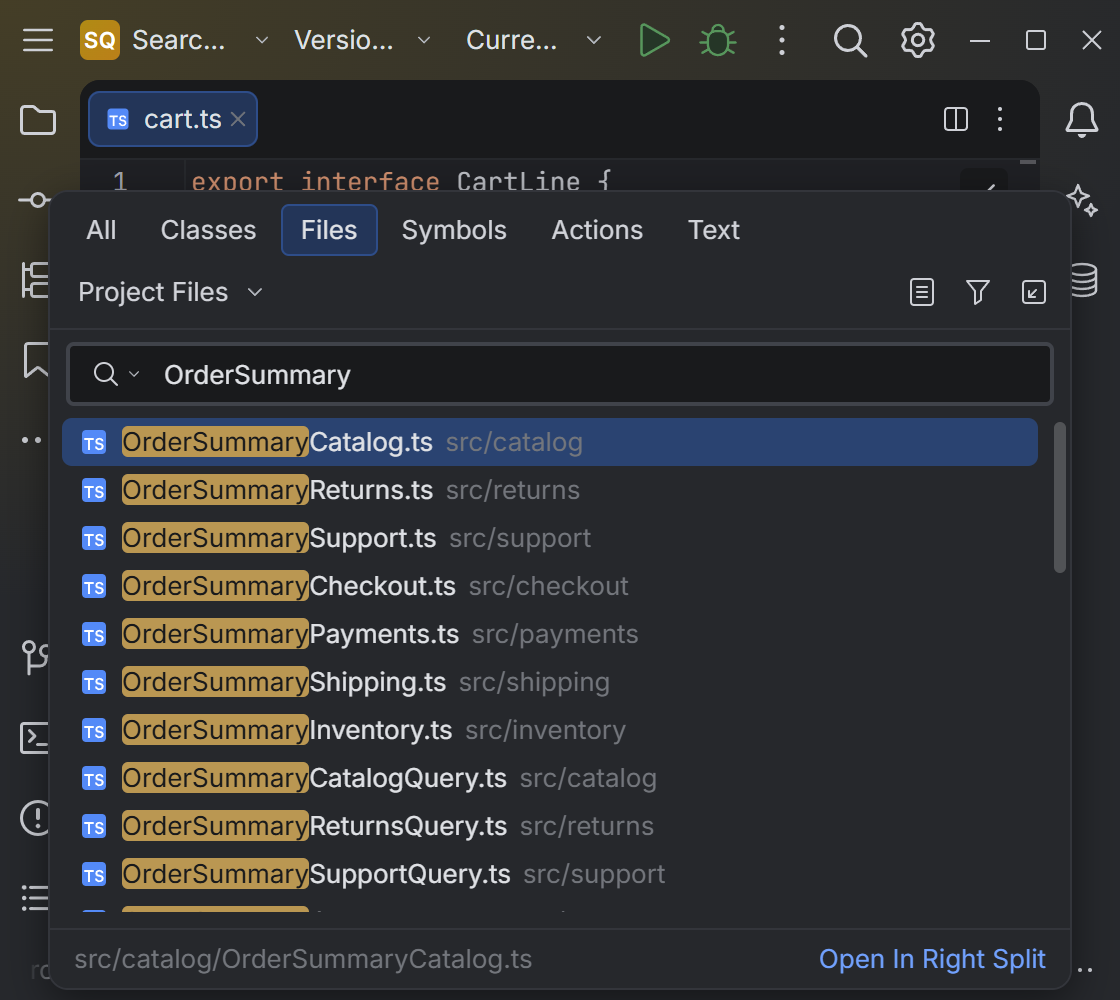 SQ Searc... Versio... Curre...
TS cart.ts
1 export interface CartLine {
All Classes Files Symbols Actions Text
Project Files
OrderSummary
TS OrderSummaryCatalog.ts src/catalog
TS OrderSummaryReturns.ts src/returns
TS OrderSummarySupport.ts src/support
TS OrderSummaryCheckout.ts src/checkout
TS OrderSummaryPayments.ts src/payments
TS OrderSummaryShipping.ts src/shipping
TS OrderSummaryInventory.ts src/inventory
TS OrderSummaryCatalogQuery.ts src/catalog
TS OrderSummaryReturnsQuery.ts src/returns
TS OrderSummarySupportQuery.ts src/support
src/catalog/OrderSummaryCatalog.ts Open In Right Split